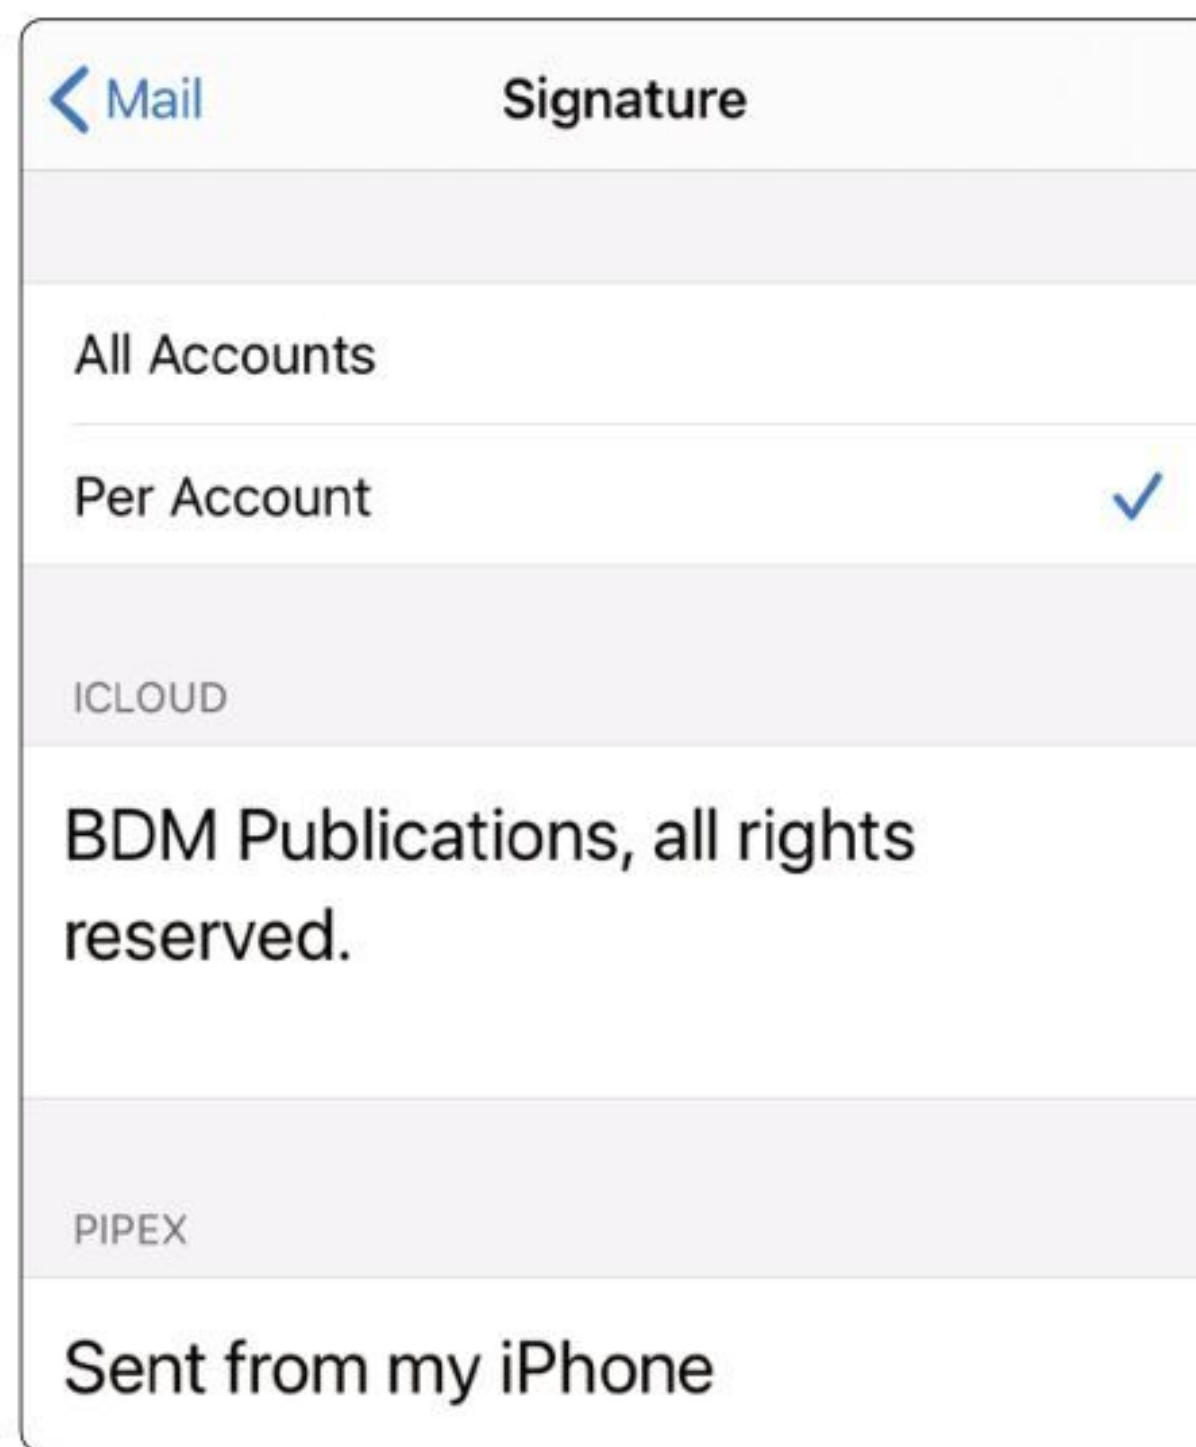 Mail
Signature
All Accounts
Per Account
ICLOUD
BDM Publications, all rights
reserved.
PIPEX
Sent from my iPhone